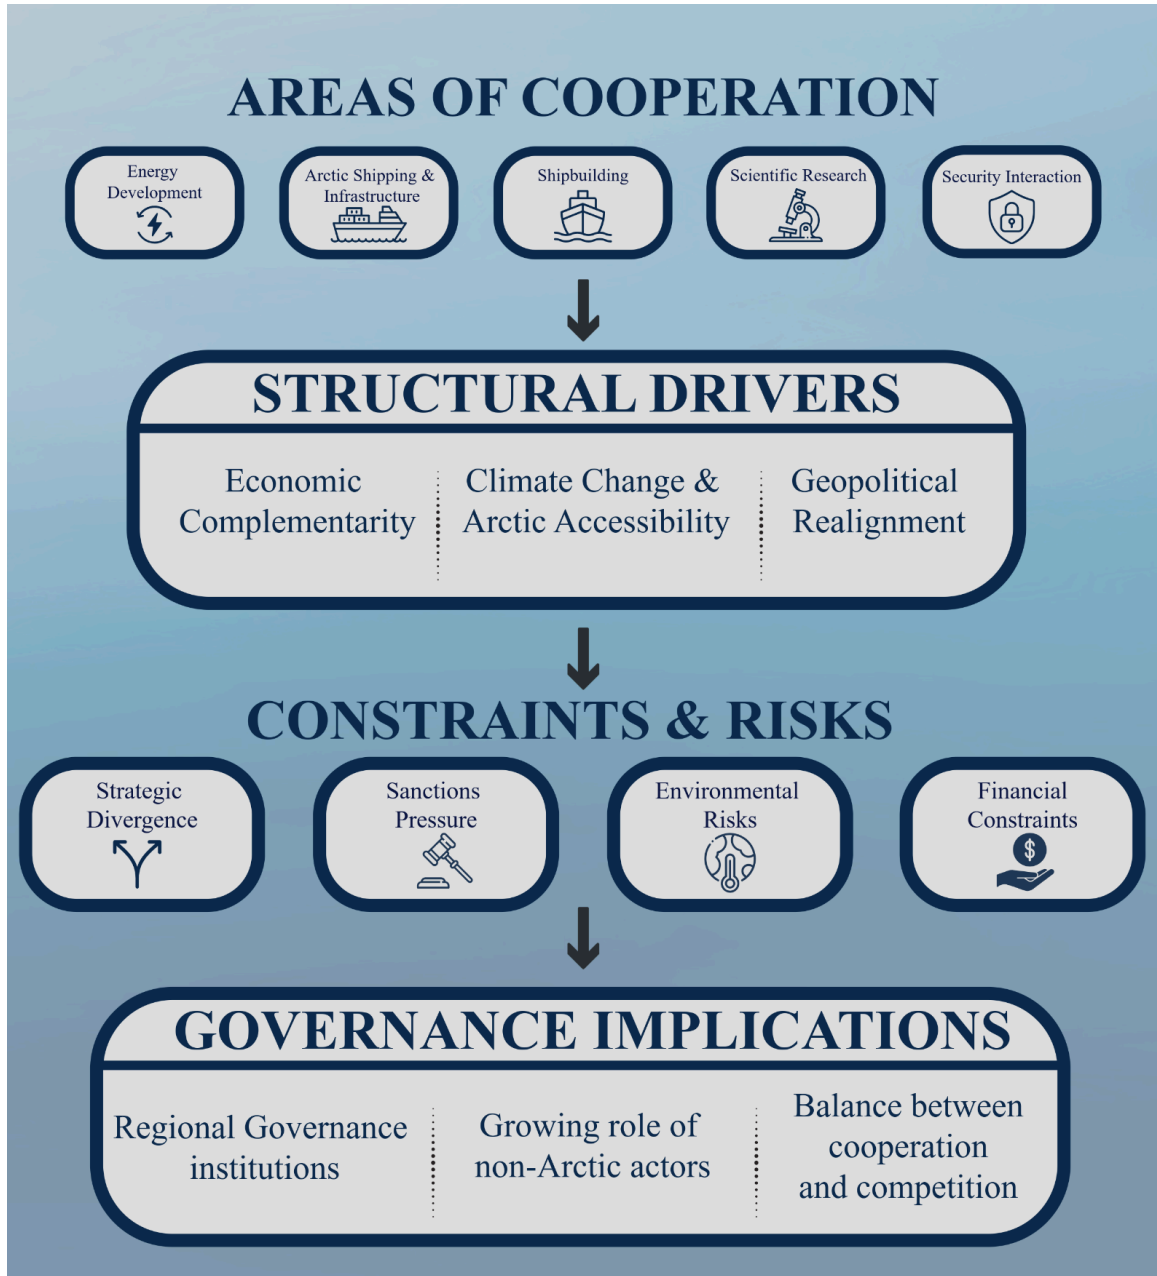 AREAS OF COOPERATION
Energy
Development
Arctic Shipping &
Infrastructure
Shipbuilding
Scientific Research
Security Interaction
STRUCTURAL DRIVERS
Economic
Complementarity
Climate Change &
Arctic Accessibility
Geopolitical
Realignment
CONSTRAINTS & RISKS
Strategic
Divergence
Sanctions
Pressure
Environmental
Risks
Financial
Constraints
$
GOVERNANCE IMPLICATIONS
Regional Governance
institutions
Growing role of
non-Arctic actors
Balance between
cooperation
and competition